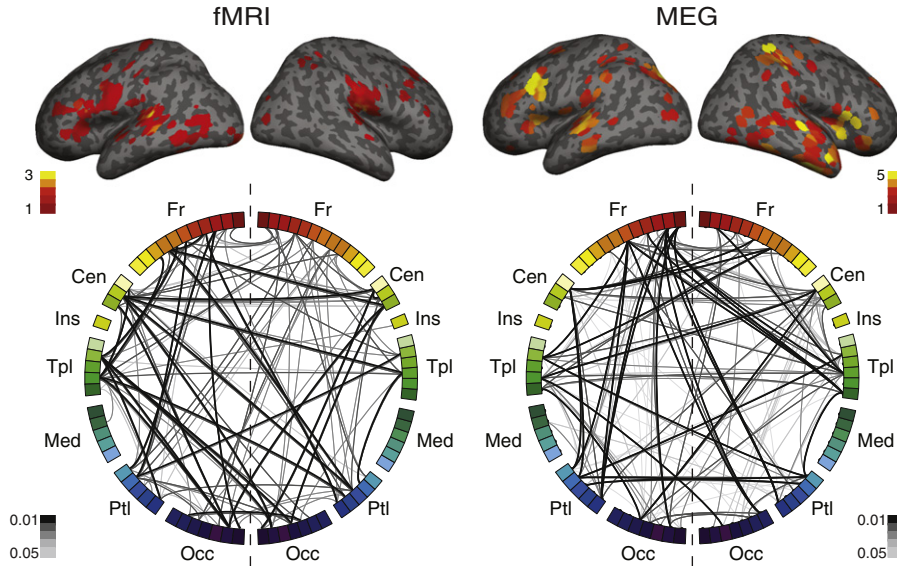 fMRI
MEG
3
1
5
1
Fr
Fr
Cen
Cen
Ins
Ins
Tpl
Tpl
Med
Med
Ptl
Ptl
Occ
Occ
0.01
0.05
Fr
Fr
Cen
Cen
Ins
Ins
Tpl
Tpl
Med
Med
Ptl
Ptl
Occ
Occ
0.01
0.05